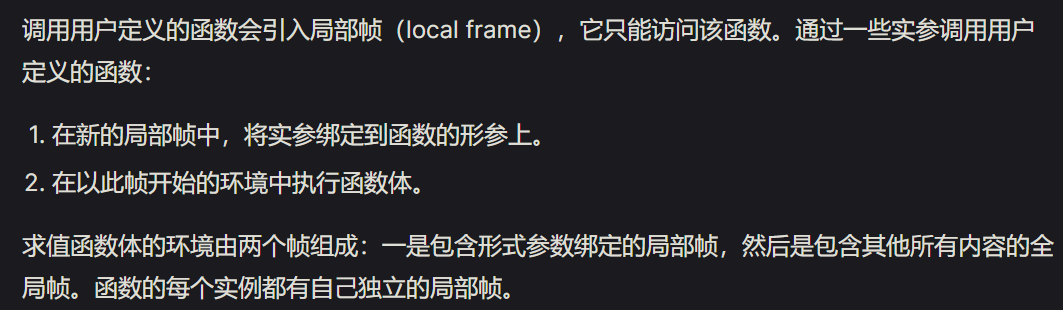 调用用户定义的函数会引入局部帧（local frame），它只能访问该函数。通过一些实参调用用户
定义的函数：
1. 在新的局部帧中，将实参绑定到函数的形参上。
2. 在以此帧开始的环境中执行函数体。
求值函数体的环境由两个帧组成：一是包含形式参数绑定的局部帧，然后是包含其他所有内容的全
局帧。函数的每个实例都有自己独立的局部帧。